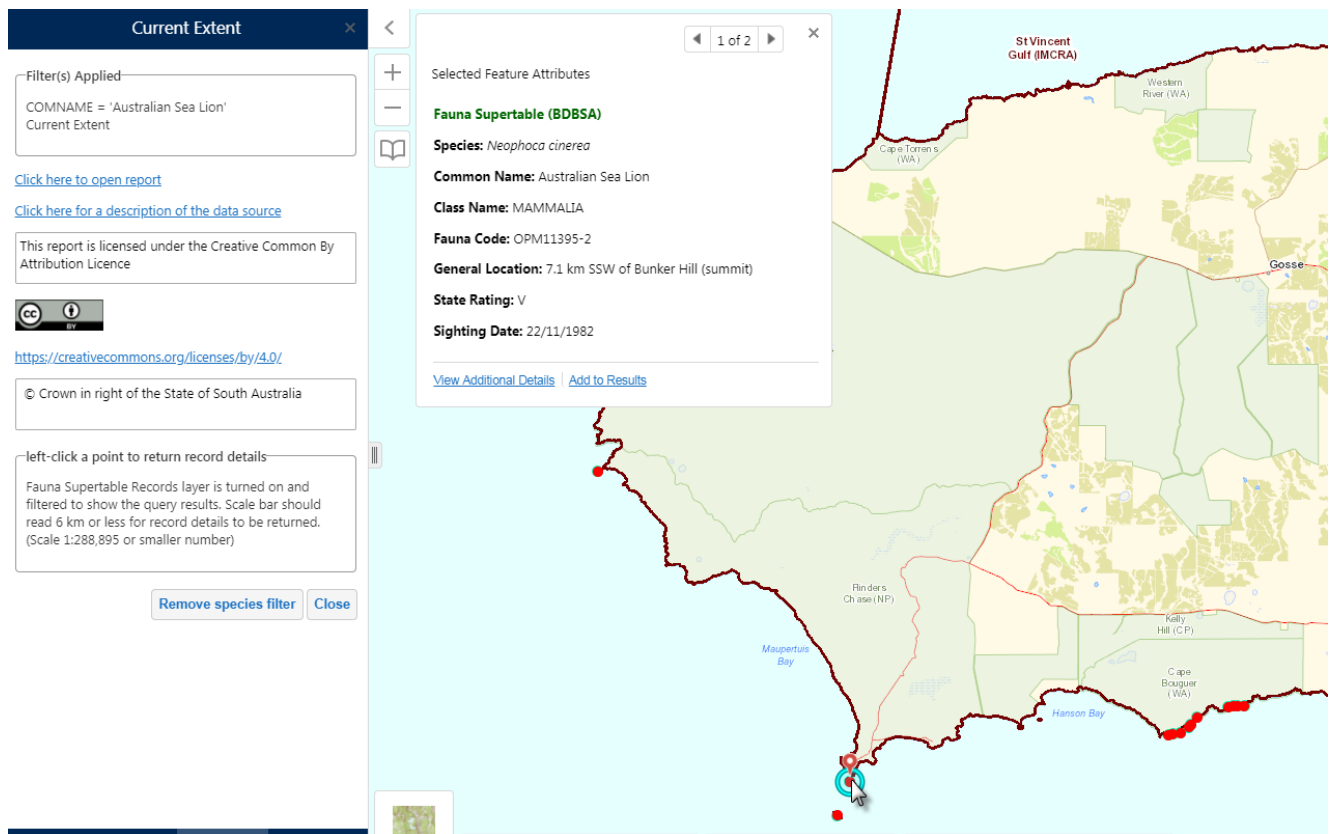 Current Extent
×
Filter(s) Applied
COMNAME = 'Australian Sea Lion'
Current Extent
Click here to open report
Click here for a description of the data source
This report is licensed under the Creative Common By
Attribution Licence
cc
BY
https://creativecommons.org/licenses/by/4.0/
© Crown in right of the State of South Australia
left-click a point to return record details
Fauna Supertable Records layer is turned on and
filtered to show the query results. Scale bar should
read 6 km or less for record details to be returned.
(Scale 1:288,895 or smaller number)
Remove species filter
Close
1 of 2
×
Selected Feature Attributes
Fauna Supertable (BDBSA)
Species: Neophoca cinerea
Common Name: Australian Sea Lion
Class Name: MAMMALIA
Fauna Code: OPM11395-2
General Location: 7.1 km SSW of Bunker Hill (summit)
State Rating: V
Sighting Date: 22/11/1982
View Additional Details
Add to Results
St Vincent
Gulf (IMCRA)
Western
River (WA)
Cape Torrens
(WA)
Gosse
Flinders
Chase (NP)
Kelly
Hill (CP)
Maupertuis
Bay
Cape
Bouguer
(WA)
Hanson Bay